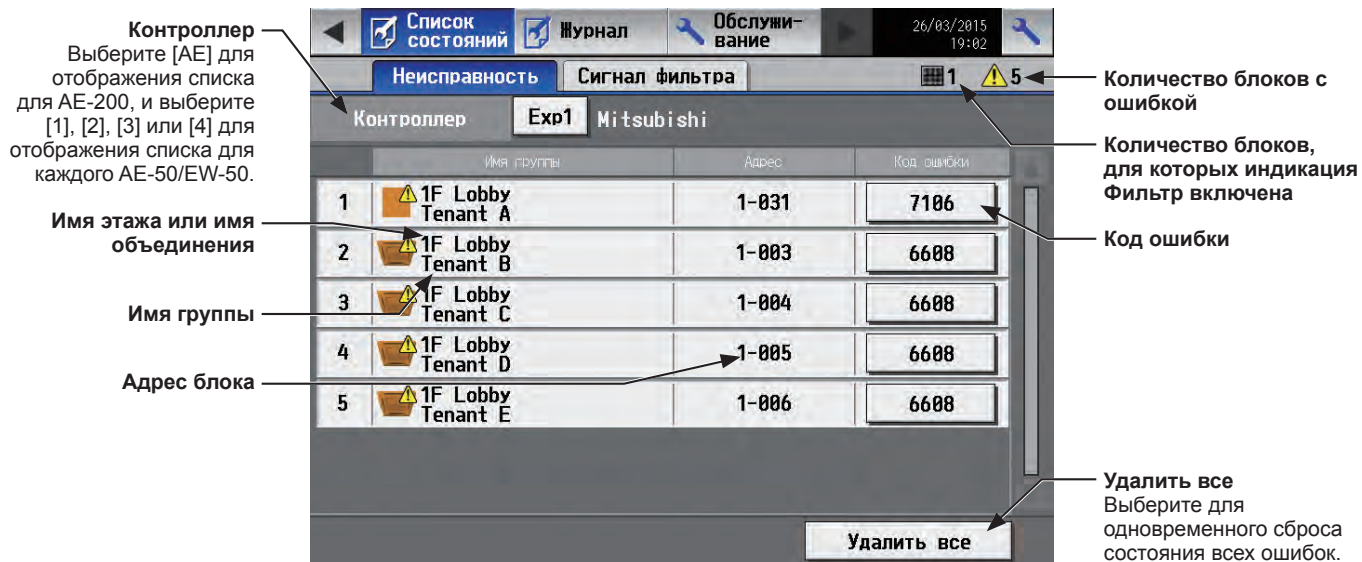 Контроллер
Выберите [AE] для
отображения списка
для AE-200, и выберите
[1], [2], [3] или [4] для
отображения списка для
каждого AE-50/EW-50.
Имя этажа или имя
объединения
Имя группы
Адрес блока
Список
состояний
Журнал
Обслужи-
вание
26/03/2015
19:02
Неисправность
Сигнал фильтра
1
5
Контроллер
Exp1
Mitsubishi
Имя группы
Адрес
Код ошибки
1
1F Lobby
Tenant A
1-031
7106
2
1F Lobby
Tenant B
1-003
6608
3
1F Lobby
Tenant C
1-004
6608
4
1F Lobby
Tenant D
1-005
6608
5
1F Lobby
Tenant E
1-006
6608
Удалить все
Количество блоков с
ошибкой
Количество блоков,
для которых индикация
Фильтр включена
Код ошибки
Удалить все
Выберите для
одновременного сброса
состояния всех ошибок.